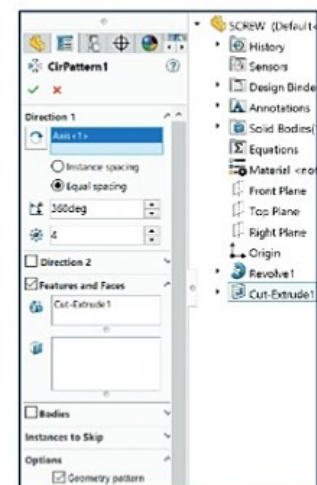 CirPattern1
Direction 1
Axis<1>
Instance spacing
Equal spacing
360deg
4
Direction 2
Features and Faces
Cut-Extrude1
Bodies
Instances to Skip
Options
Geometry pattern
SCREW (Default<
History
Sensors
Design Binde
Annotations
Solid Bodies(
Equations
Material <not
Front Plane
Top Plane
Right Plane
Origin
Revolve1
Cut-Extrude1